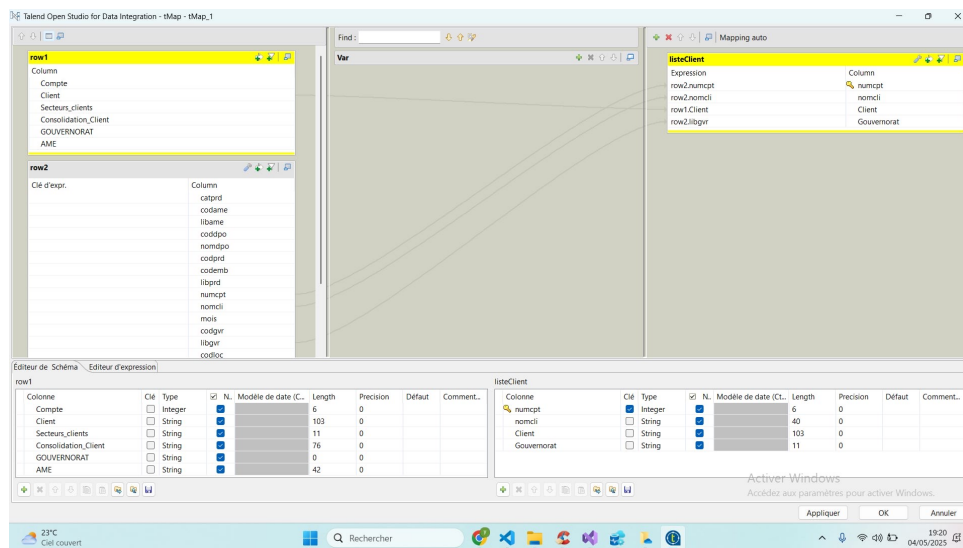 Talend Open Studio for Data Integration - tMap - tMap_1
Find :
Mapping auto
row1
Column
Compte
Client
Secteurs_clients
Consolidation_Client
GOUVERNORAT
AME
row2
Clé d'expr. Column
catprd
codame
libame
coddpo
nomdpo
codprd
codemb
libprd
numcpt
nomcli
mois
codgvr
libgvr
codloc
Var
listeClient
Expression Column
row2.numcpt numcpt
row2.nomcli nomcli
row1.Client Client
row2.libgvr Gouvernorat
Éditeur de Schéma Éditeur d'expression
row1
Colonne Clé Type N.. Modèle de date (C... Length Precision Défaut Comment...
Compte Integer 6 0
Client String 103 0
Secteurs_clients String 11 0
Consolidation_Client String 76 0
GOUVERNORAT String 0 0
AME String 42 0
listeClient
Colonne Clé Type N.. Modèle de date (Ct... Length Precision Défaut Comment...
numcpt Integer 6 0
nomcli String 40 0
Client String 103 0
Gouvernorat String 11 0
Activer Windows
Accédez aux paramètres pour activer Windows.
Appliquer OK Annuler
23°C
Ciel couvert
Rechercher
19:20
04/05/2025